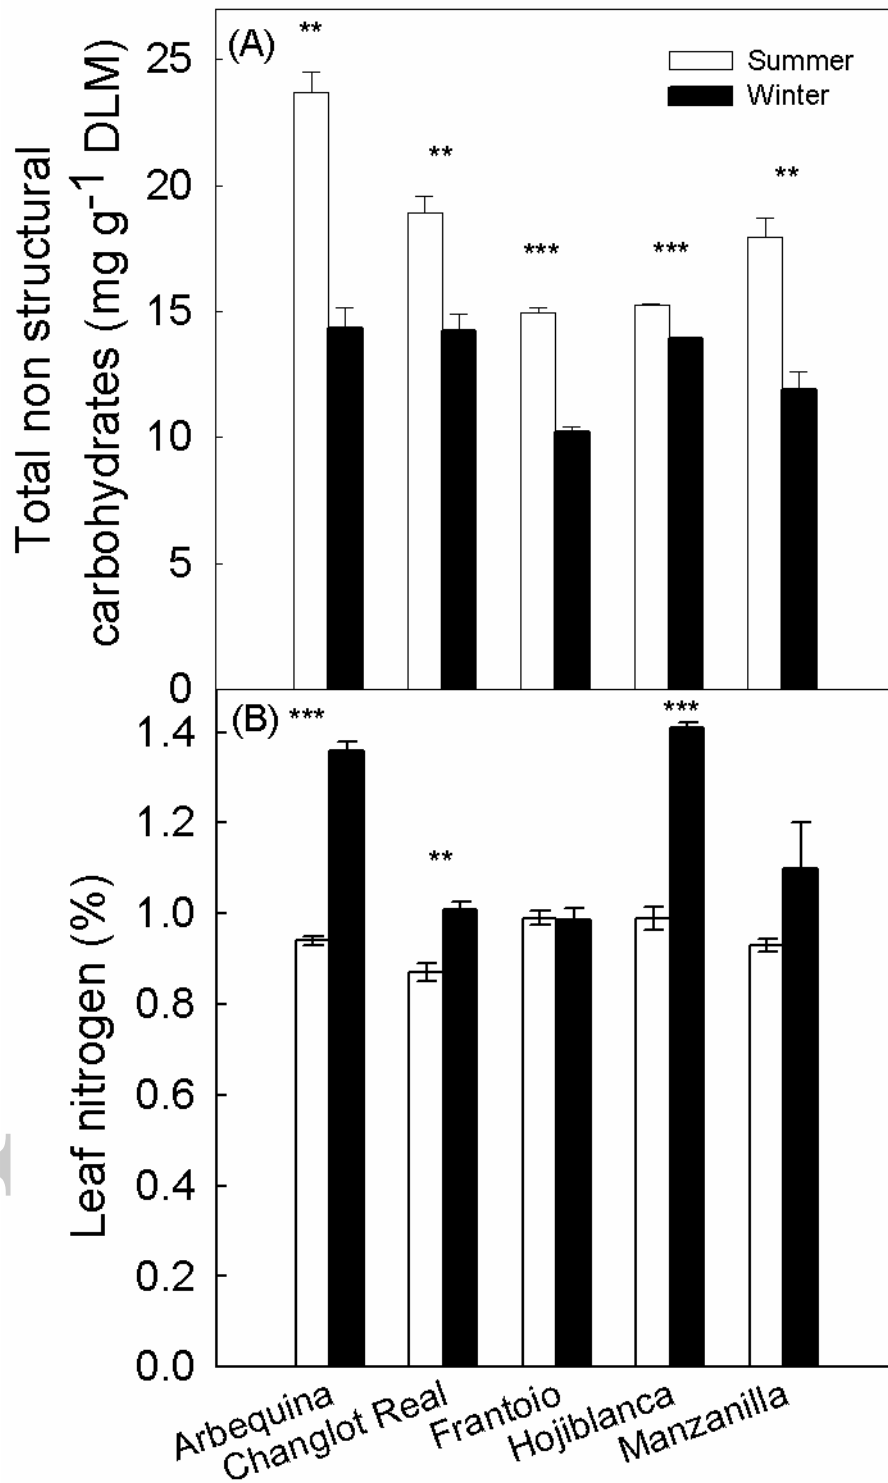 (A)
**
Summer
Winter
**
**
***
***
25
20
15
10
5
0
Total non structural
carbohydrates (mg g⁻¹ DLM)
(B)
***
***
**
1.4
1.2
1.0
0.8
0.6
0.4
0.2
0.0
Leaf nitrogen (%)
Arbequina
Changlot Real
Frantoio
Hojiblanca
Manzanilla